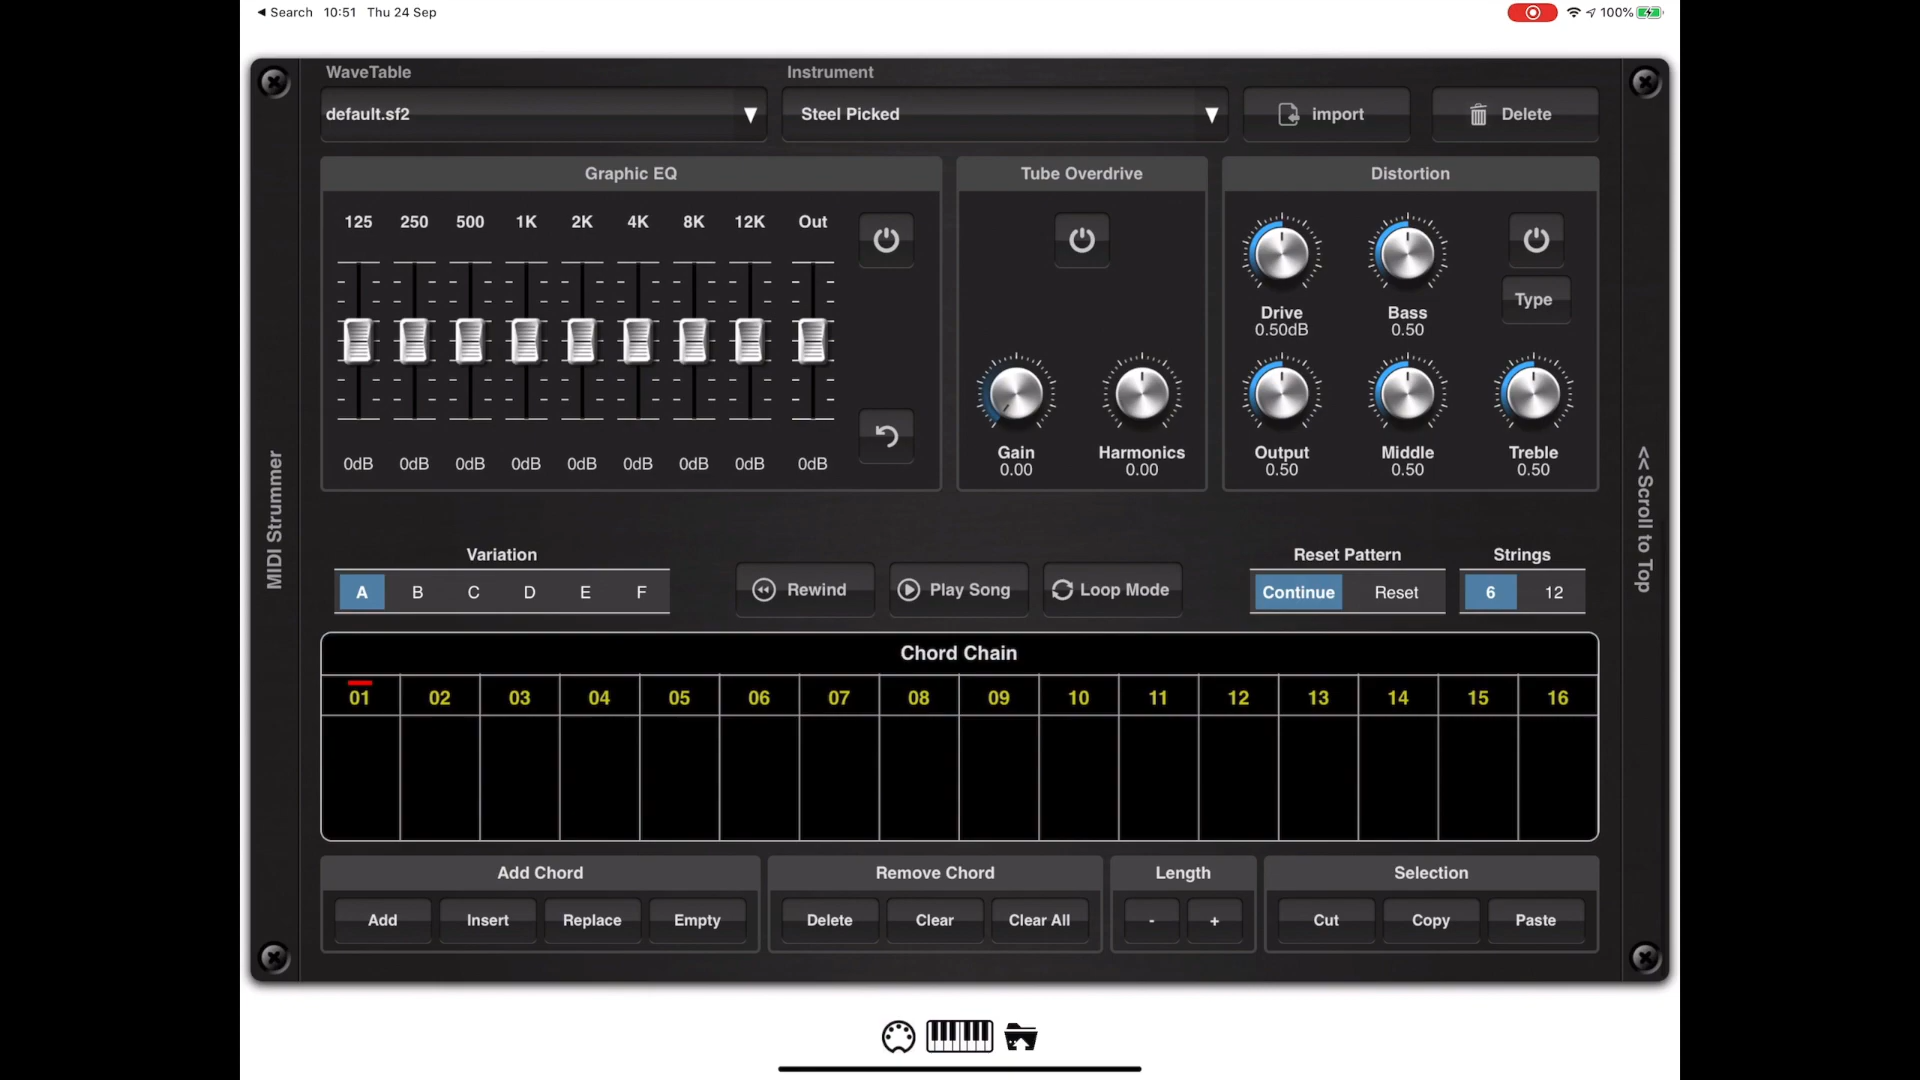 Search 10:51 Thu 24 Sep
100%
WaveTable
Instrument
default.sf2
Steel Picked
import
Delete
Graphic EQ
125 250 500 1K 2K 4K 8K 12K Out
0dB 0dB 0dB 0dB 0dB 0dB 0dB 0dB 0dB
Tube Overdrive
Gain
0.00
Harmonics
0.00
Distortion
Drive
0.50dB
Bass
0.50
Type
Output
0.50
Middle
0.50
Treble
0.50
MIDI Strummer
<< Scroll to Top
Variation
A B C D E F
Rewind
Play Song
Loop Mode
Reset Pattern
Continue Reset
Strings
6 12
Chord Chain
01 02 03 04 05 06 07 08 09 10 11 12 13 14 15 16
Add Chord
Add Insert Replace Empty
Remove Chord
Delete Clear Clear All
Length
- +
Selection
Cut Copy Paste